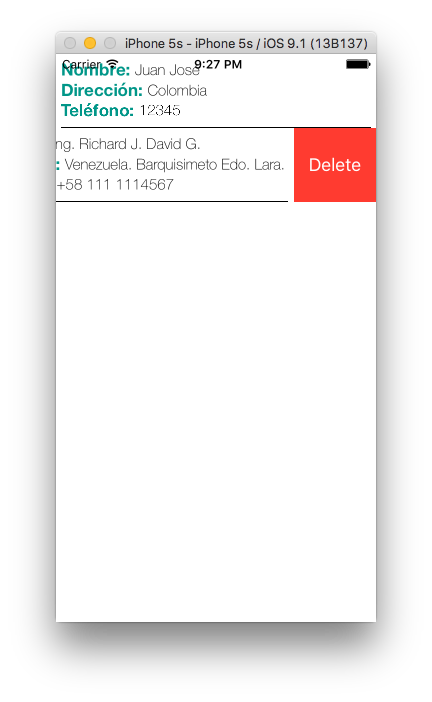 iPhone 5s - iPhone 5s / iOS 9.1 (13B137)
Carrier 9:27 PM
Nombre: Juan Jose
Dirección: Colombia
Teléfono: 12345
ng. Richard J. David G.
: Venezuela. Barquisimeto Edo. Lara.
+58 111 1114567
Delete